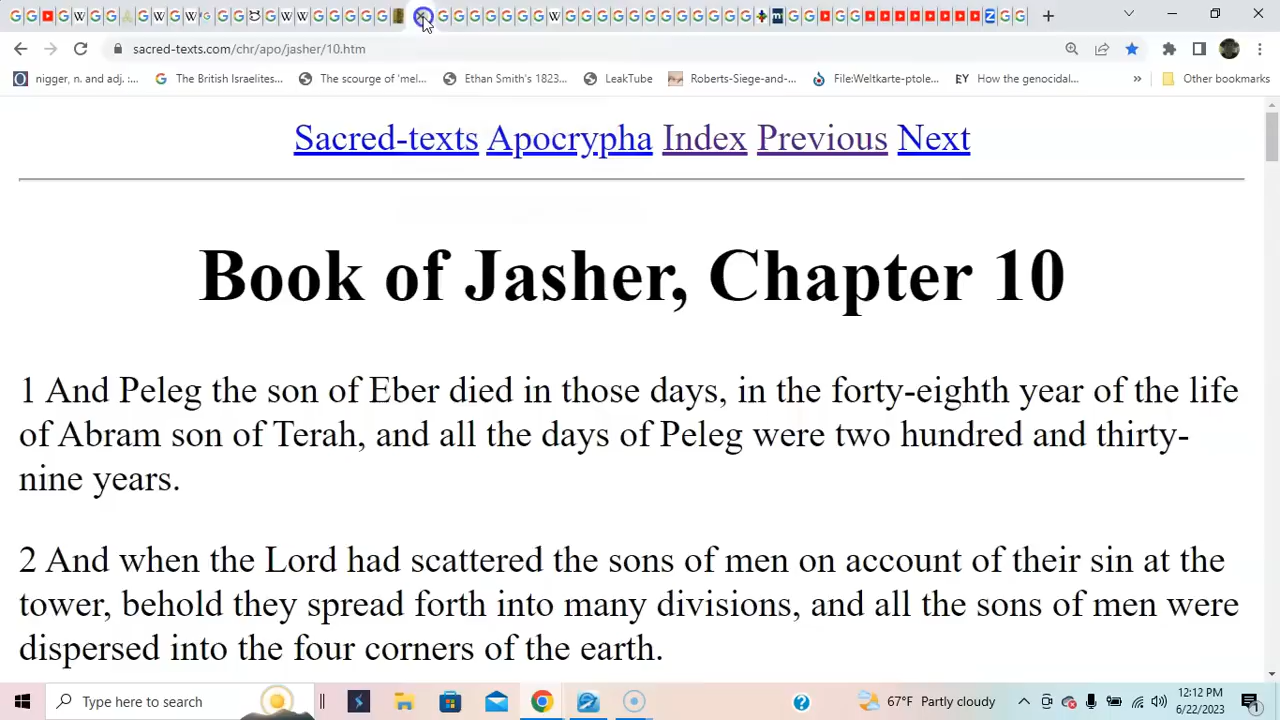 sacred-texts.com/chr/apo/jasher/10.htm
nigger, n. and adj. :... The British Israelites... The scourge of 'mel... Ethan Smith's 1823... LeakTube Roberts-Siege-and-... File:Weltkarte-ptole... EY How the genocidal... » Other bookmarks
Sacred-texts Apocrypha Index Previous Next
Book of Jasher, Chapter 10
1 And Peleg the son of Eber died in those days, in the forty-eighth year of the life
of Abram son of Terah, and all the days of Peleg were two hundred and thirty-
nine years.
2 And when the Lord had scattered the sons of men on account of their sin at the
tower, behold they spread forth into many divisions, and all the sons of men were
dispersed into the four corners of the earth.
Type here to search
67°F Partly cloudy
12:12 PM
6/22/2023